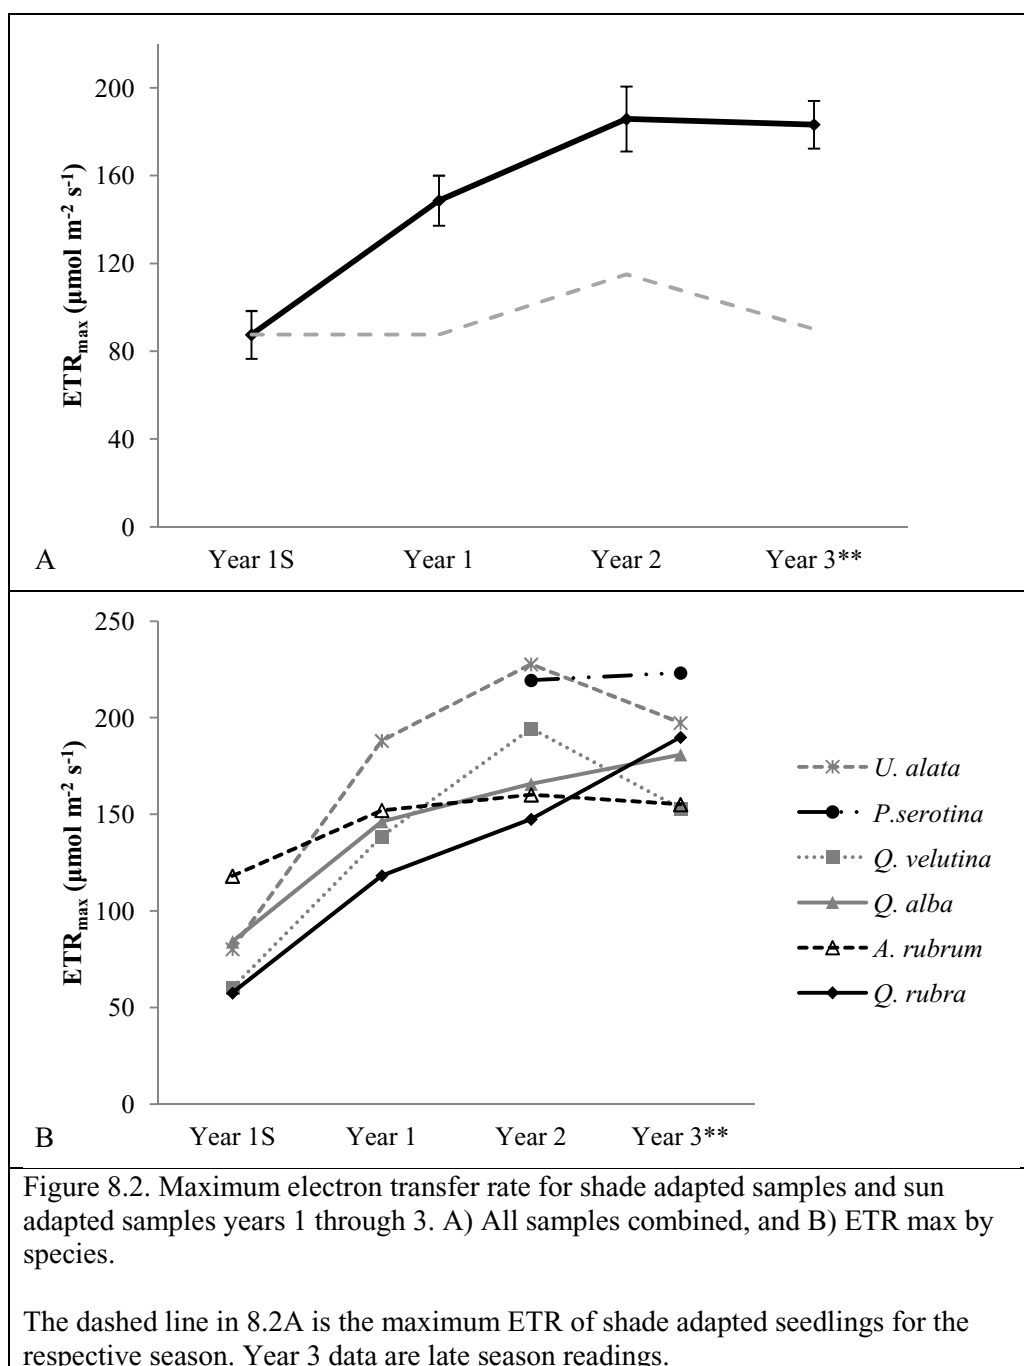 200
160
120
80
40
0
ETRmax (μmol m-2 s-1)
Year 1S Year 1 Year 2 Year 3**
A
250
200
150
100
50
0
ETRmax (μmol m-2 s-1)
Year 1S Year 1 Year 2 Year 3**
B
U. alata
P.serotina
Q. velutina
Q. alba
A. rubrum
Q. rubra
Figure 8.2. Maximum electron transfer rate for shade adapted samples and sun
adapted samples years 1 through 3. A) All samples combined, and B) ETR max by
species.
The dashed line in 8.2A is the maximum ETR of shade adapted seedlings for the
respective season. Year 3 data are late season readings.